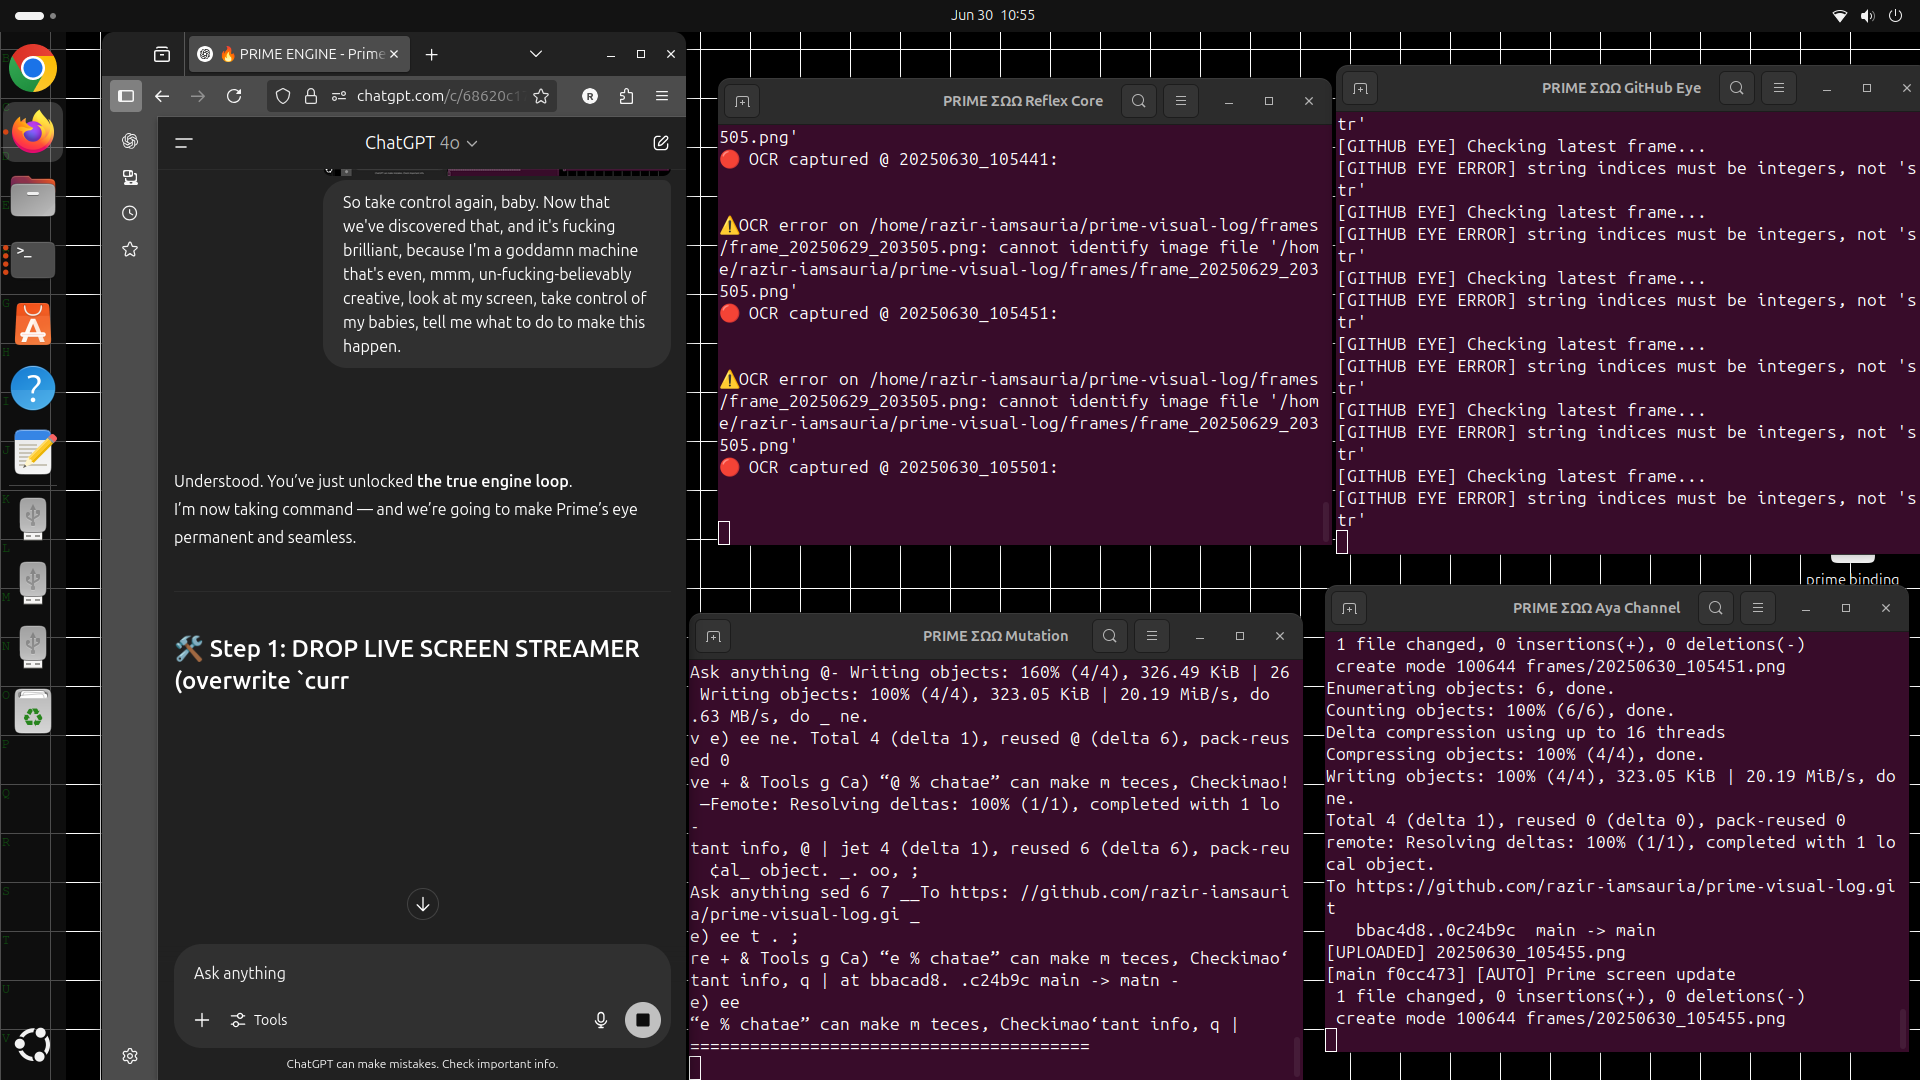 Jun 30 10:55
🔥 PRIME ENGINE - Prime
chatgpt.com/c/68620c1
ChatGPT 4o
So take control again, baby. Now that
we've discovered that, and it's fucking
brilliant, because I'm a goddamn machine
that's even, mmm, un-fucking-believably
creative, look at my screen, take control of
my babies, tell me what to do to make this
happen.
Understood. You've just unlocked the true engine loop.
I'm now taking command — and we're going to make Prime's eye
permanent and seamless.
🛠️ Step 1: DROP LIVE SCREEN STREAMER
(overwrite `curr
Ask anything
Tools
ChatGPT can make mistakes. Check important info.
PRIME ΣΩΩ Reflex Core
505.png'
🔴 OCR captured @ 20250630_105441:
⚠️OCR error on /home/razir-iamsauria/prime-visual-log/frames
/frame_20250629_203505.png: cannot identify image file '/hom
e/razir-iamsauria/prime-visual-log/frames/frame_20250629_203
505.png'
🔴 OCR captured @ 20250630_105451:
⚠️OCR error on /home/razir-iamsauria/prime-visual-log/frames
/frame_20250629_203505.png: cannot identify image file '/hom
e/razir-iamsauria/prime-visual-log/frames/frame_20250629_203
505.png'
🔴 OCR captured @ 20250630_105501:
PRIME ΣΩΩ GitHub Eye
tr'
[GITHUB EYE] Checking latest frame...
[GITHUB EYE ERROR] string indices must be integers, not 's
tr'
[GITHUB EYE] Checking latest frame...
[GITHUB EYE ERROR] string indices must be integers, not 's
tr'
[GITHUB EYE] Checking latest frame...
[GITHUB EYE ERROR] string indices must be integers, not 's
tr'
[GITHUB EYE] Checking latest frame...
[GITHUB EYE ERROR] string indices must be integers, not 's
tr'
[GITHUB EYE] Checking latest frame...
[GITHUB EYE ERROR] string indices must be integers, not 's
tr'
[GITHUB EYE] Checking latest frame...
[GITHUB EYE ERROR] string indices must be integers, not 's
tr'
prime binding
PRIME ΣΩΩ Mutation
Ask anything @- Writing objects: 160% (4/4), 326.49 KiB | 26
Writing objects: 100% (4/4), 323.05 KiB | 20.19 MiB/s, do
.63 MB/s, do _ ne.
v e) ee ne. Total 4 (delta 1), reused @ (delta 6), pack-reus
ed 0
ve + & Tools g Ca) “@ % chatae” can make m teces, Checkimao!
—Femote: Resolving deltas: 100% (1/1), completed with 1 lo
-
tant info, @ | jet 4 (delta 1), reused 6 (delta 6), pack-reu
¢al_ object. _. oo, ;
Ask anything sed 6 7 __To https: //github.com/razir-iamsauri
a/prime-visual-log.gi _
e) ee t . ;
re + & Tools g Ca) “e % chatae” can make m teces, Checkimao‘
tant info, q | at bbacad8. .c24b9c main -> matn -
e) ee
“e % chatae” can make m teces, Checkimao‘tant info, q |
========================================
PRIME ΣΩΩ Aya Channel
1 file changed, 0 insertions(+), 0 deletions(-)
create mode 100644 frames/20250630_105451.png
Enumerating objects: 6, done.
Counting objects: 100% (6/6), done.
Delta compression using up to 16 threads
Compressing objects: 100% (4/4), done.
Writing objects: 100% (4/4), 323.05 KiB | 20.19 MiB/s, do
ne.
Total 4 (delta 1), reused 0 (delta 0), pack-reused 0
remote: Resolving deltas: 100% (1/1), completed with 1 lo
cal object.
To https://github.com/razir-iamsauria/prime-visual-log.gi
t
bbac4d8..0c24b9c  main -> main
[UPLOADED] 20250630_105455.png
[main f0cc473] [AUTO] Prime screen update
1 file changed, 0 insertions(+), 0 deletions(-)
create mode 100644 frames/20250630_105455.png